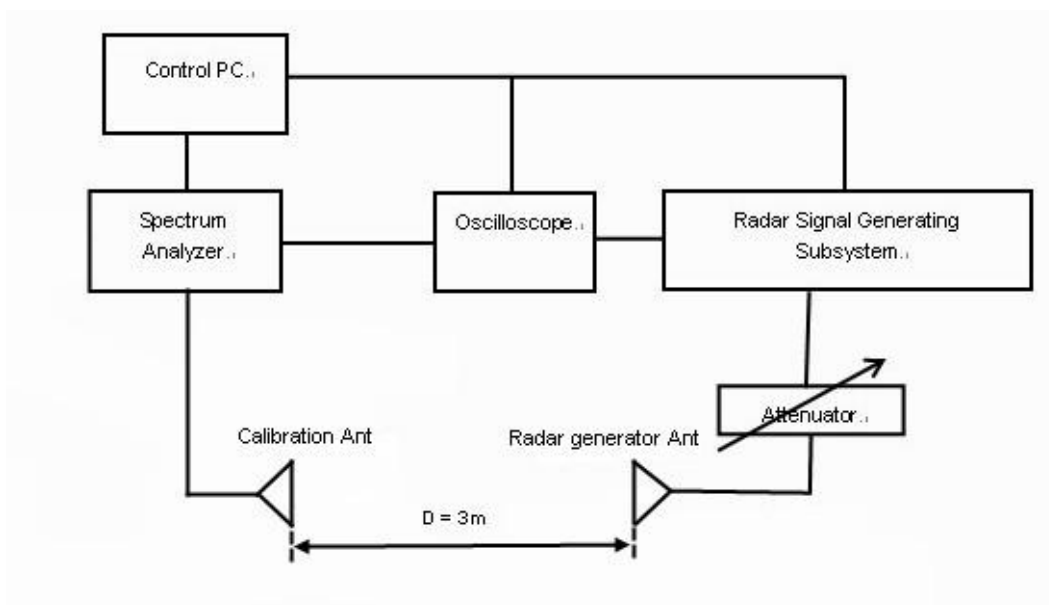 Control PC
Spectrum
Analyzer
Oscilloscope
Radar Signal Generating
Subsystem
Attenuator
Calibration Ant
Radar generator Ant
D = 3m